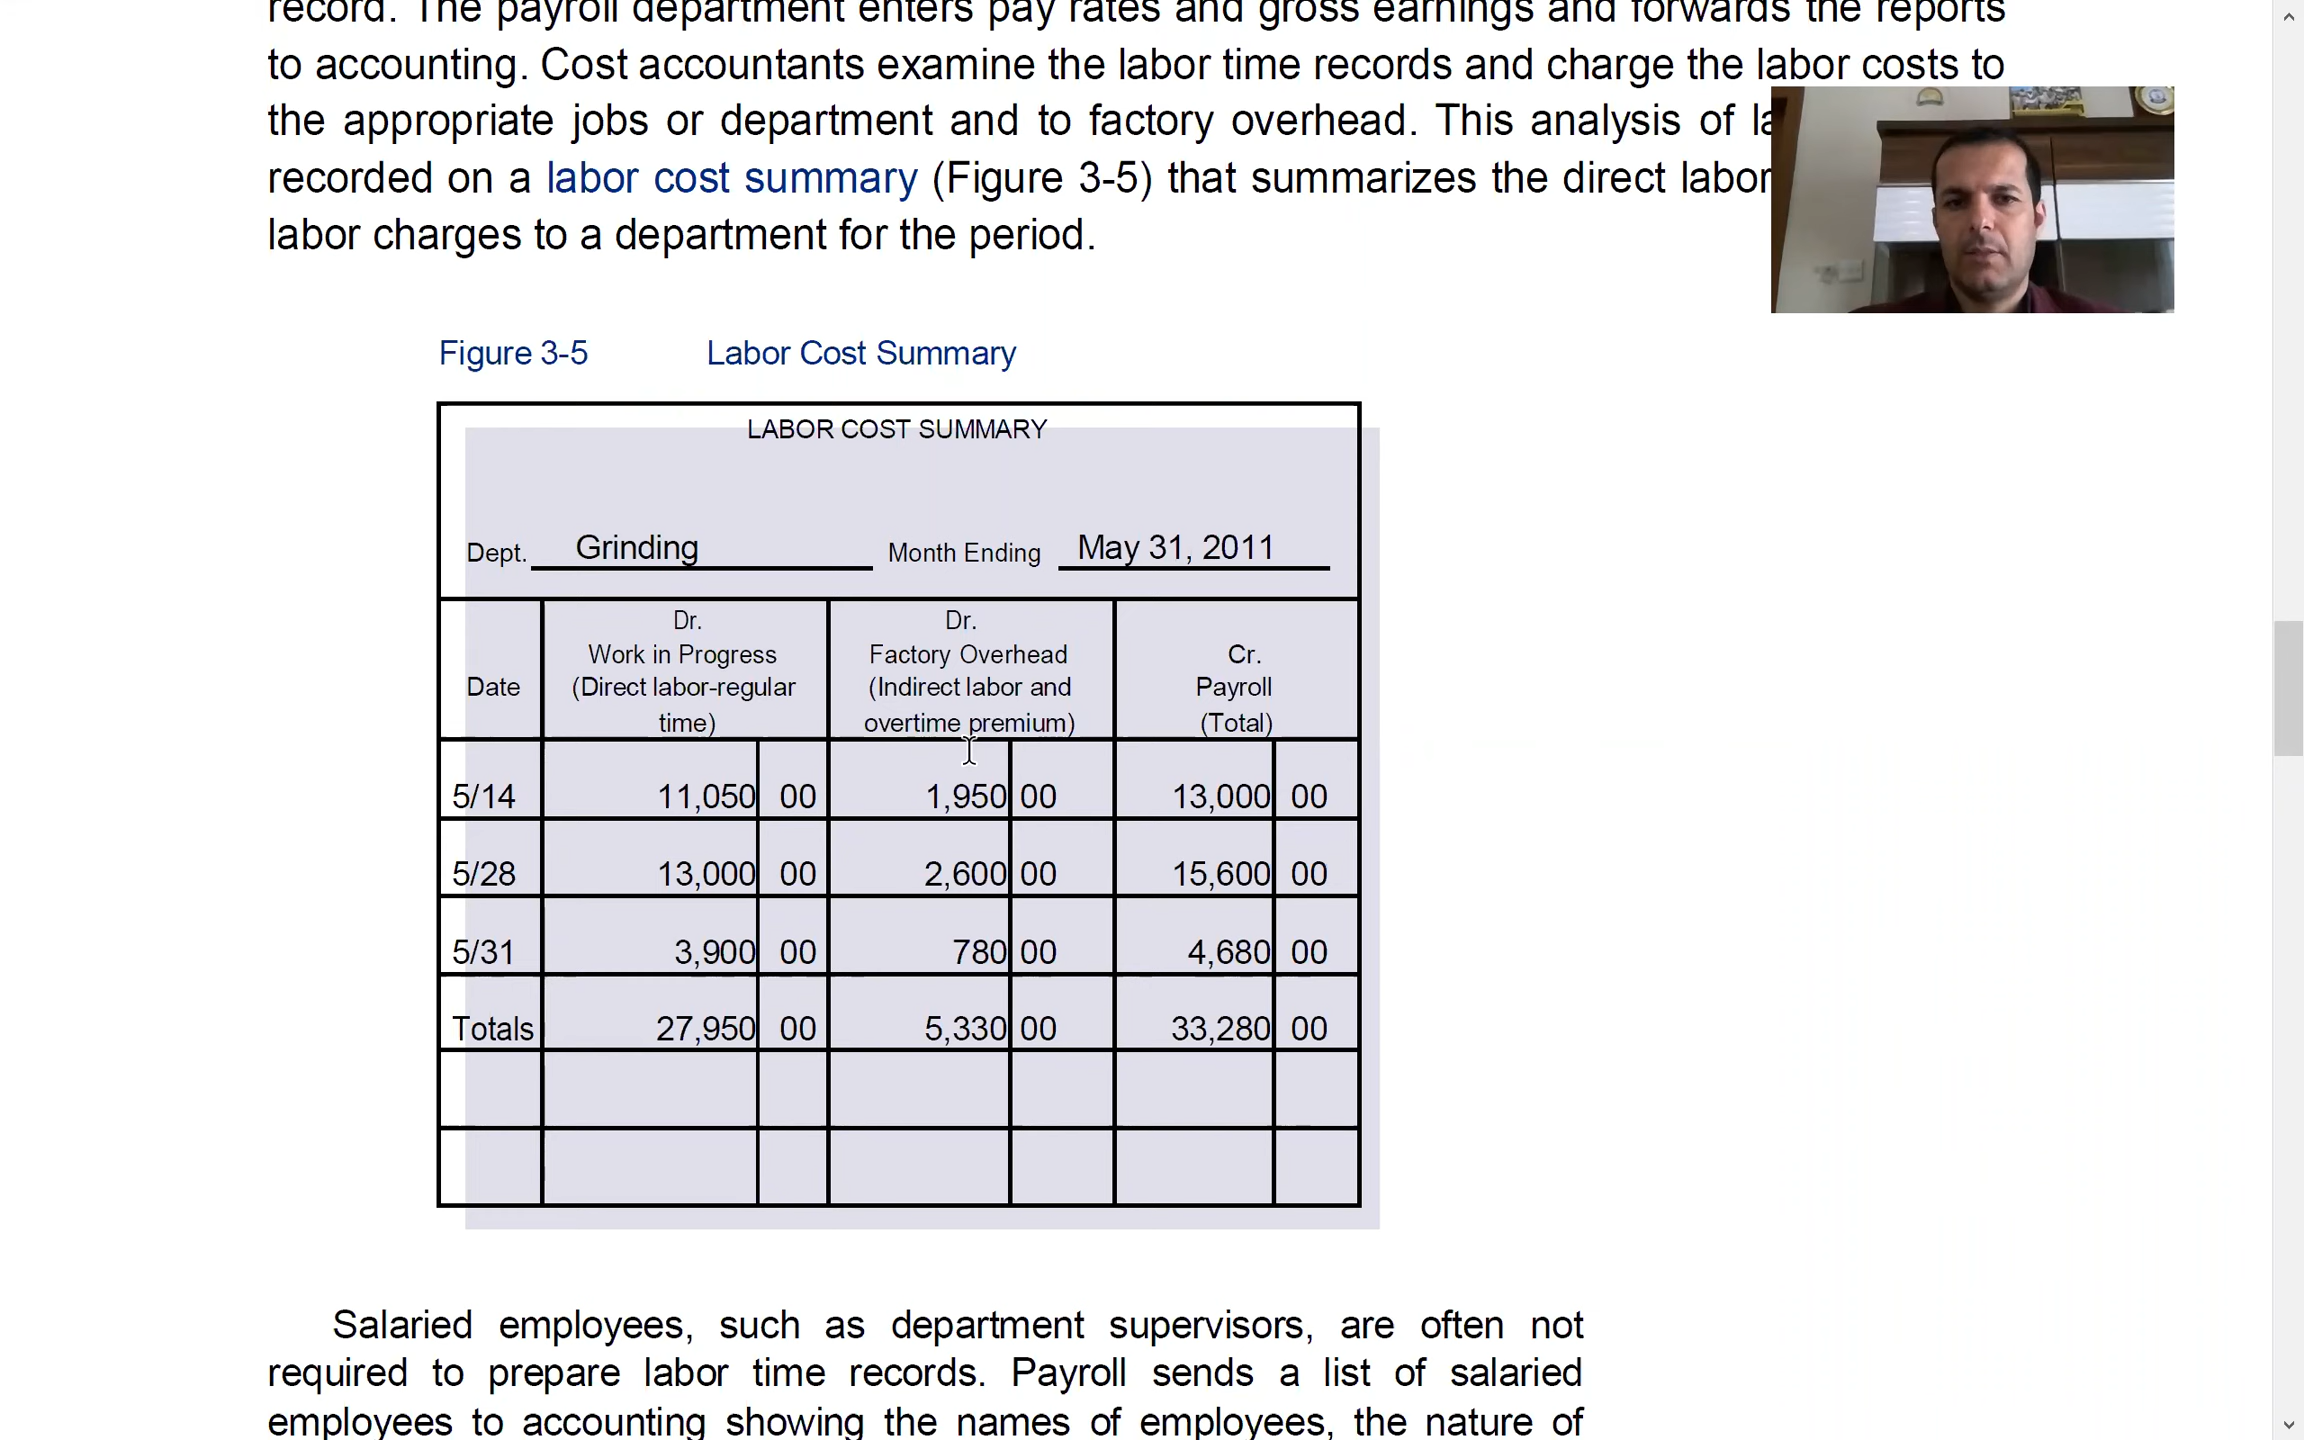 record. The payroll department enters pay rates and gross earnings and forwards the reports
to accounting. Cost accountants examine the labor time records and charge the labor costs to
the appropriate jobs or department and to factory overhead. This analysis of
recorded on a labor cost summary (Figure 3-5) that summarizes the direct labor
labor charges to a department for the period.
Figure 3-5 Labor Cost Summary
LABOR COST SUMMARY
Dept. Grinding Month Ending May 31, 2011
Date
Dr.
Work in Progress
(Direct labor-regular
time)
Dr.
Factory Overhead
(Indirect labor and
overtime premium)
Cr.
Payroll
(Total)
5/14 11,050 00 1,950 00 13,000 00
5/28 13,000 00 2,600 00 15,600 00
5/31 3,900 00 780 00 4,680 00
Totals 27,950 00 5,330 00 33,280 00
Salaried employees, such as department supervisors, are often not
required to prepare labor time records. Payroll sends a list of salaried
employees to accounting showing the names of employees, the nature of